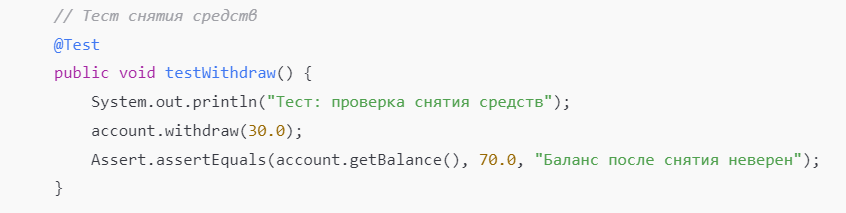 // Тест снятия средств
@Test
public void testWithdraw() {
System.out.println("Тест: проверка снятия средств");
account.withdraw(30.0);
Assert.assertEquals(account.getBalance(), 70.0, "Баланс после снятия неверен");
}